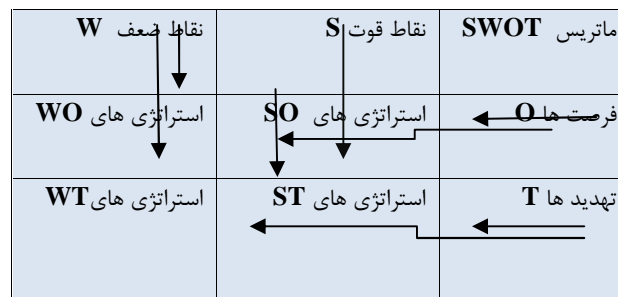 ماتریس SWOT
نقاط قوت S
نقاط ضعف W
فرصت ها O
استراتژی های SO
استراتژی های WO
تهدید ها T
استراتژی های ST
استراتژی های WT